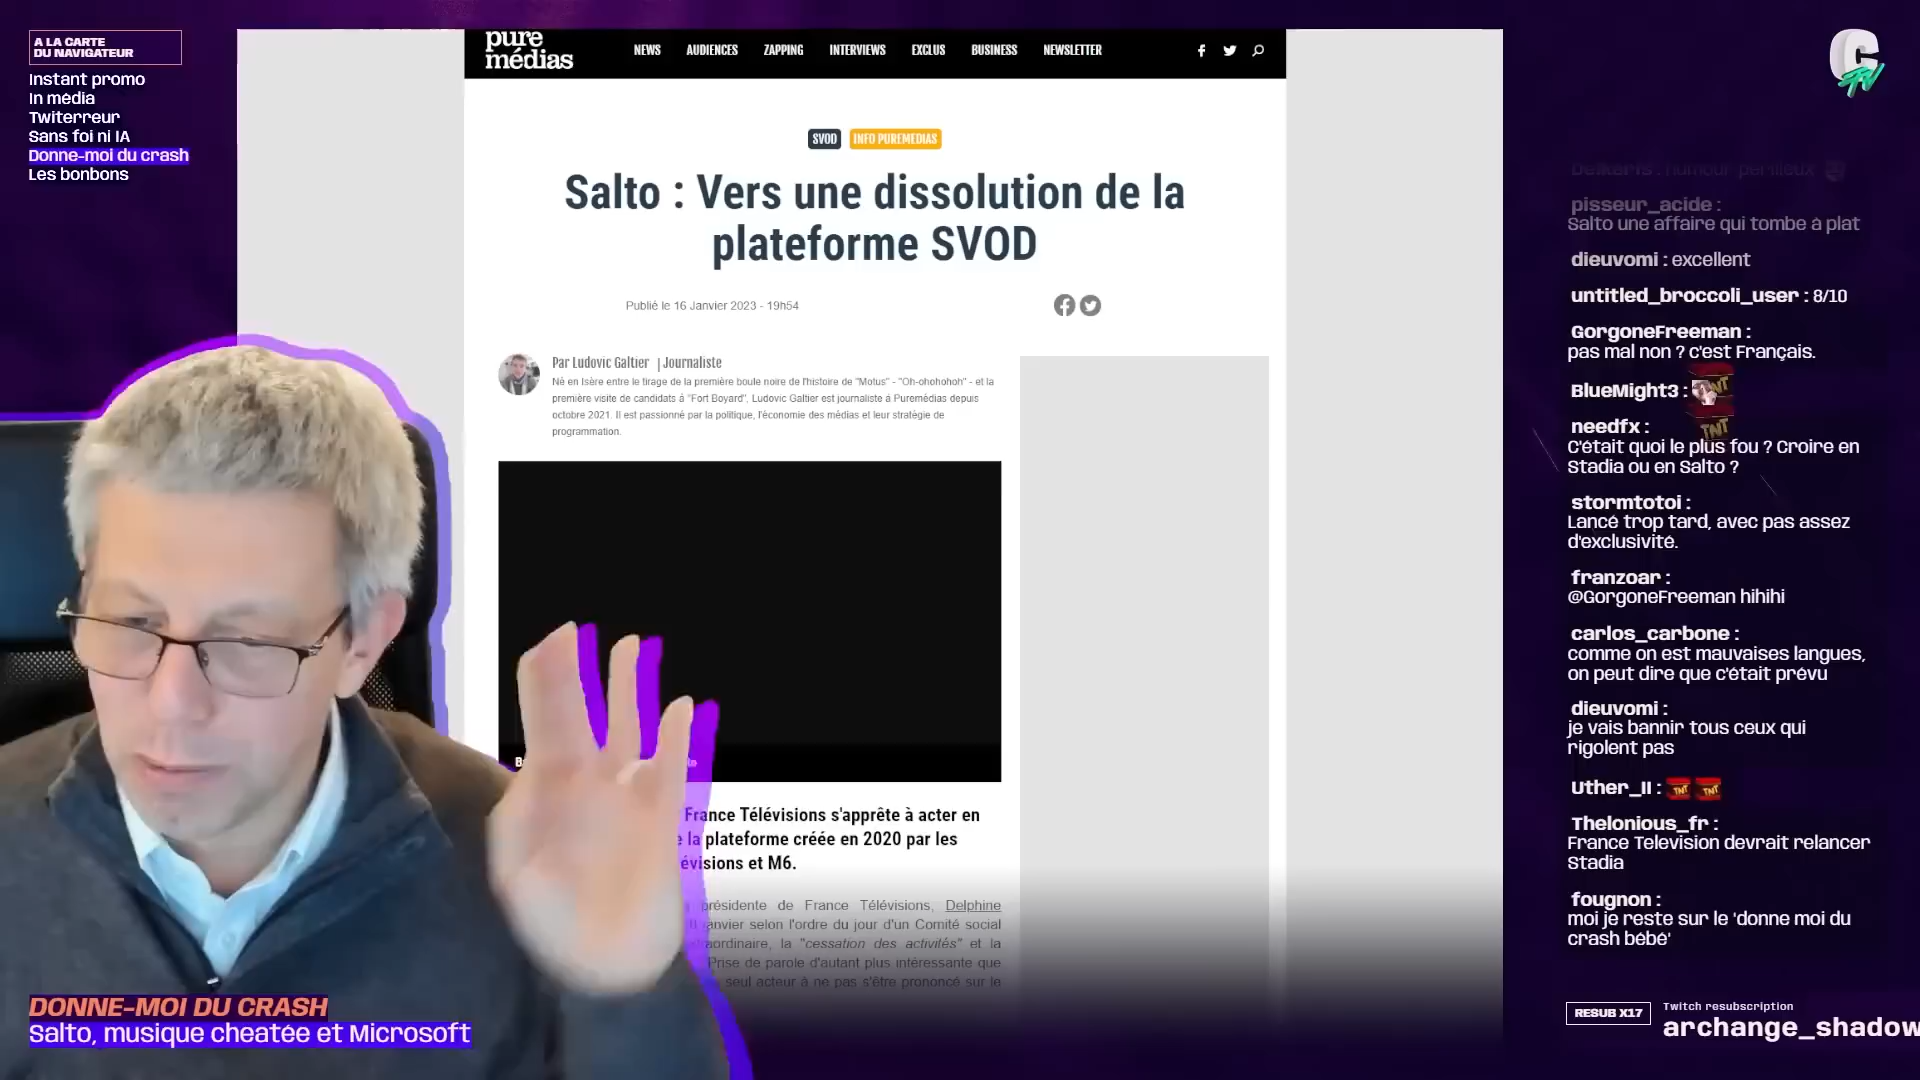 A LA CARTE
DU NAVIGATEUR
Instant promo
In média
Twiterreur
Sans foi ni IA
Donne-moi du crash
Les bonbons
pure
médias
NEWS AUDIENCES ZAPPING INTERVIEWS EXCLUS BUSINESS NEWSLETTER
SVOD INFO PUREMEDIAS
Salto : Vers une dissolution de la
plateforme SVOD
Publié le 16 Janvier 2023 - 19h54
Par Ludovic Galtier | Journaliste
Né en Isère entre le tirage de la première boule noire de l'histoire de "Motus" - "Oh-ohohohoh" - et la
première visite de candidats à "Fort Boyard", Ludovic Galtier est journaliste à Puremédias depuis
octobre 2021. Il est passionné par la politique, l'économie des médias et leur stratégie de
programmation.
France Télévisions s'apprête à acter en
la plateforme créée en 2020 par les
évisions et M6.
présidente de France Télévisions, Delphine
anvier selon l'ordre du jour d'un Comité social
aordinaire, la "cessation des activités" et la
Prise de parole d'autant plus intéressante que
seul acteur à ne pas s'être prononcé sur le
DONNE-MOI DU CRASH
Salto, musique cheatée et Microsoft
C
TV
Delkeris : humour périlleux
pisseur_acide :
Salto une affaire qui tombe à plat
dieuvomi : excellent
untitled_broccoli_user : 8/10
GorgoneFreeman :
pas mal non ? c'est Français.
BlueMight3 : TNT
TNT
needfx :
C'était quoi le plus fou ? Croire en
Stadia ou en Salto ?
stormtotoi :
Lancé trop tard, avec pas assez
d'exclusivité.
franzoar :
@GorgoneFreeman hihihi
carlos_carbone :
comme on est mauvaises langues,
on peut dire que c'était prévu
dieuvomi :
je vais bannir tous ceux qui
rigolent pas
Uther_II : TNT TNT
Thelonious_fr :
France Television devrait relancer
Stadia
fougnon :
moi je reste sur le 'donne moi du
crash bébé'
RESUB X17 Twitch resubscription
archange_shadow